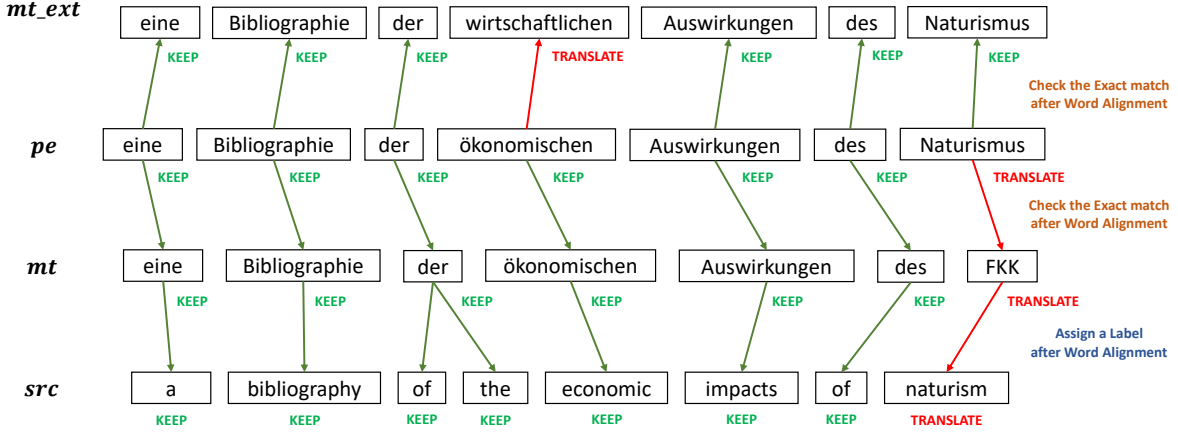 mt_ext eine Bibliographie der wirtschaftlichen Auswirkungen des Naturismus
KEEP KEEP KEEP TRANSLATE KEEP KEEP KEEP
Check the Exact match
after Word Alignment
pe eine Bibliographie der ökonomischen Auswirkungen des Naturismus
KEEP KEEP KEEP KEEP KEEP KEEP TRANSLATE
Check the Exact match
after Word Alignment
mt eine Bibliographie der ökonomischen Auswirkungen des FKK
KEEP KEEP KEEP KEEP KEEP KEEP TRANSLATE
Assign a Label
after Word Alignment
src a bibliography of the economic impacts of naturism
KEEP KEEP KEEP KEEP KEEP KEEP KEEP TRANSLATE